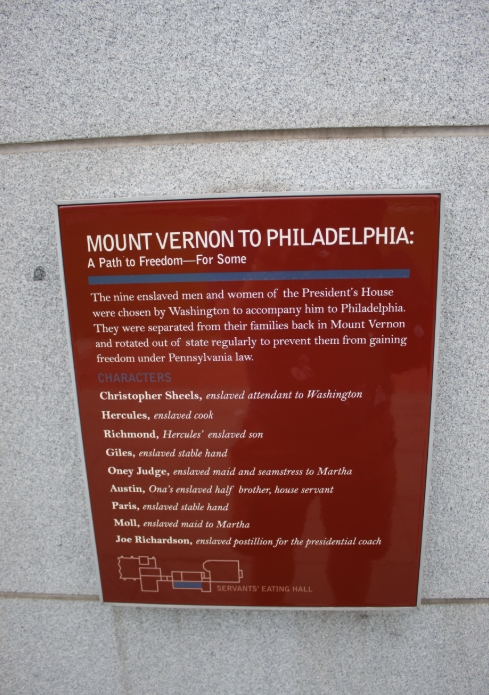 MOUNT VERNON TO PHILADELPHIA:
A Path to Freedom—For Some
The nine enslaved men and women of the President's House
were chosen by Washington to accompany him to Philadelphia.
They were separated from their families back in Mount Vernon
and rotated out of state regularly to prevent them from gaining
freedom under Pennsylvania law.
CHARACTERS
Christopher Sheels, enslaved attendant to Washington
Hercules, enslaved cook
Richmond, Hercules' enslaved son
Giles, enslaved stable hand
Oney Judge, enslaved maid and seamstress to Martha
Austin, Ona's enslaved half brother, house servant
Paris, enslaved stable hand
Moll, enslaved maid to Martha
Joe Richardson, enslaved postillion for the presidential coach
SERVANTS' EATING HALL